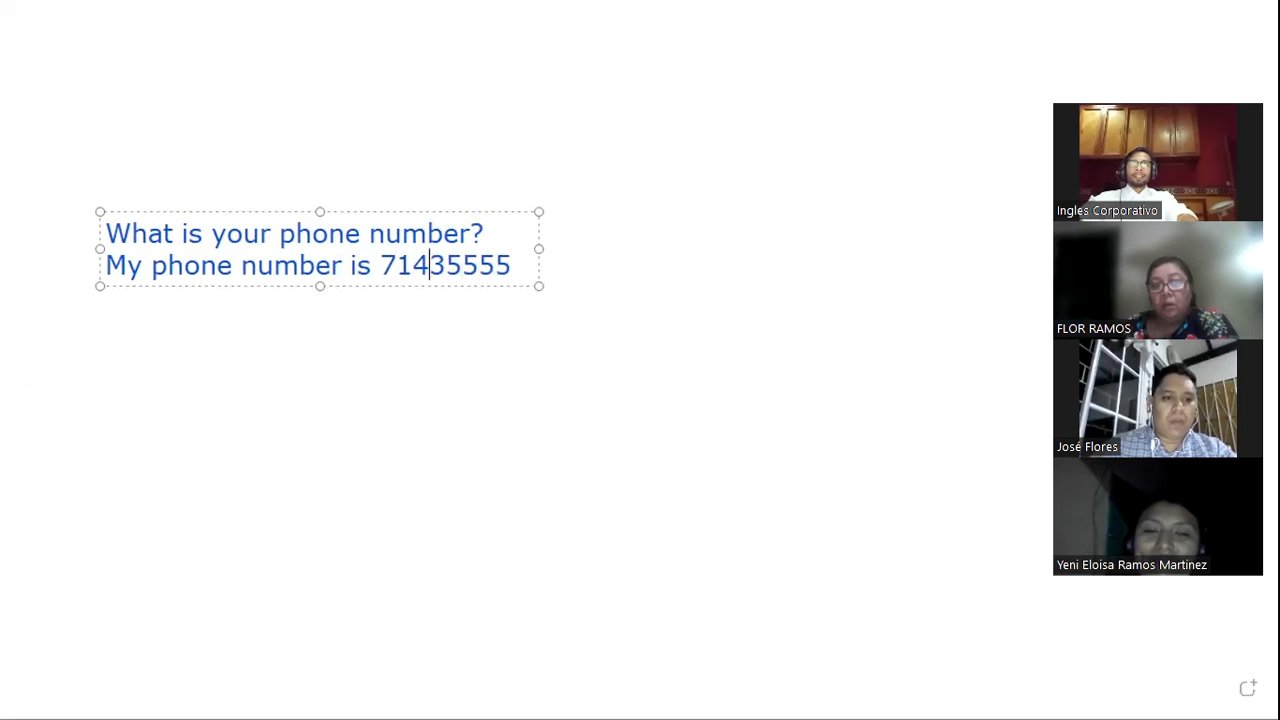 What is your phone number?
My phone number is 71435555
Ingles Corporativo
FLOR RAMOS
José Flores
Yeni Eloisa Ramos Martinez